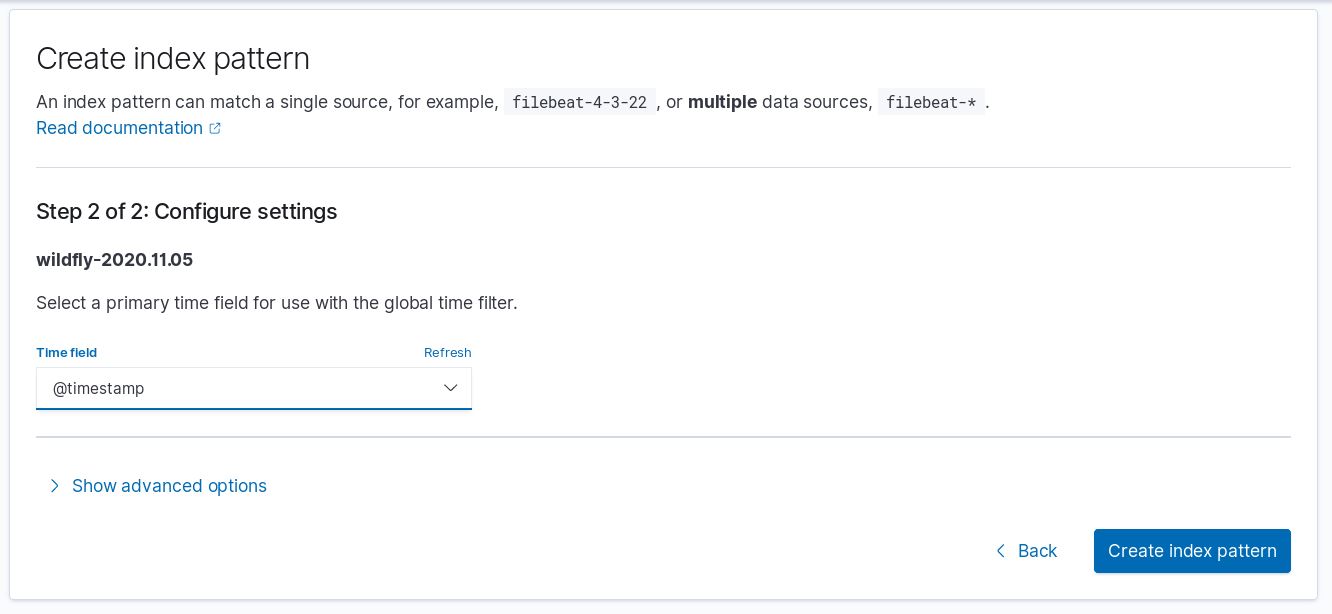 Create index pattern
An index pattern can match a single source, for example, filebeat-4-3-22 , or multiple data sources, filebeat-* .
Read documentation
Step 2 of 2: Configure settings
wildfly-2020.11.05
Select a primary time field for use with the global time filter.
Time field Refresh
@timestamp
Show advanced options
Back Create index pattern